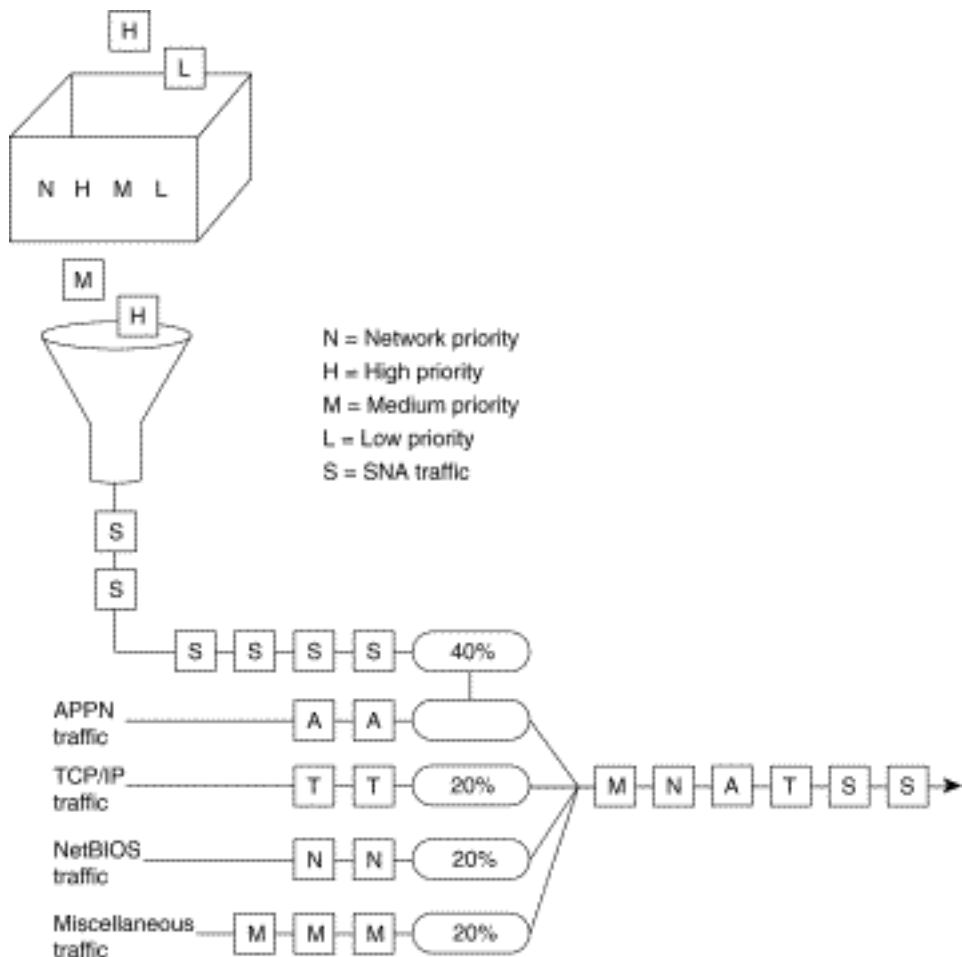 H
L
N H M L
M
H
N = Network priority
H = High priority
M = Medium priority
L = Low priority
S = SNA traffic
S
S
S S S S 40%
APPN
traffic
A A
TCP/IP
traffic
T T 20%
M N A T S S
NetBIOS
traffic
N N 20%
Miscellaneous
traffic
M M M 20%